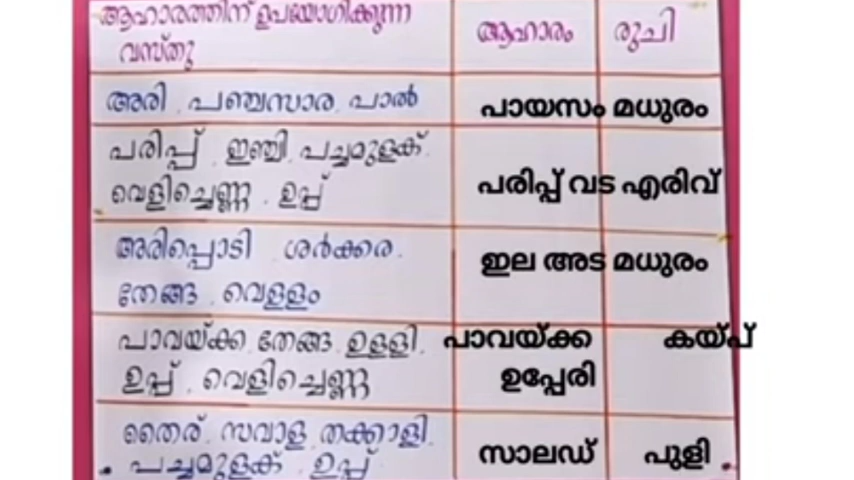 ആഹാരത്തിന് ഉപയോഗിക്കുന്ന
വസ്തു
ആഹാരം
രുചി
അരി . പഞ്ചസാര . പാൽ
പായസം
മധുരം
പരിപ്പ് . ഇഞ്ചി . പച്ചമുളക് .
വെളിച്ചെണ്ണ . ഉപ്പ്
പരിപ്പ് വട
എരിവ്
അരിപ്പൊടി . ശർക്കര .
തേങ്ങ . വെള്ളം
ഇല അട
മധുരം
പാവയ്ക്ക . തേങ്ങ . ഉള്ളി .
ഉപ്പ് . വെളിച്ചെണ്ണ
പാവയ്ക്ക
ഉപ്പേരി
കയ്പ്
തൈര് . സവാള . തക്കാളി .
പച്ചമുളക് . ഉപ്പ്
സാലഡ്
പുളി